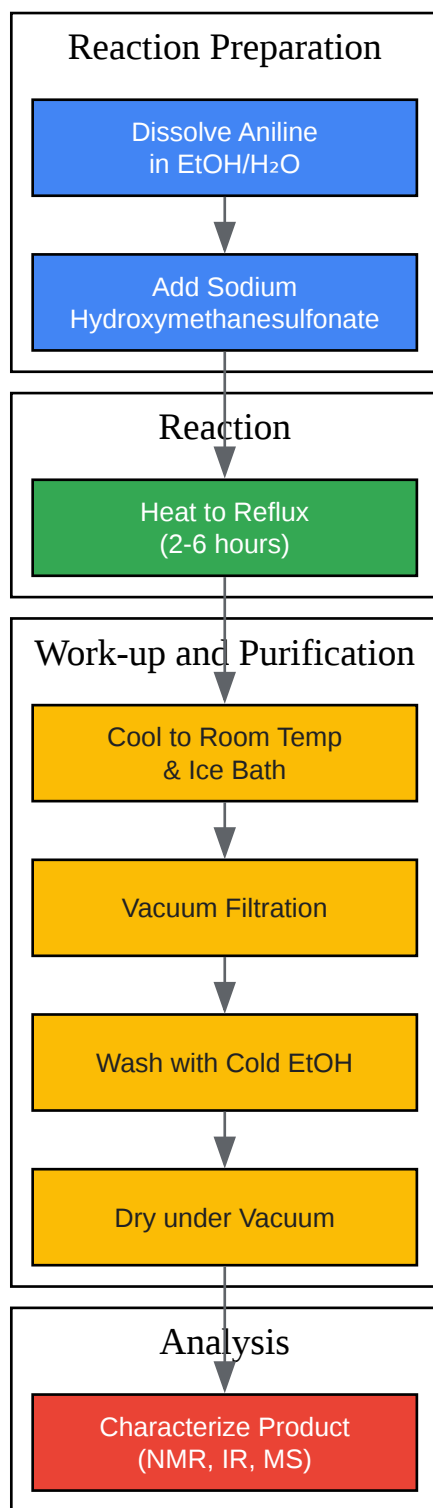 Reaction Preparation
Dissolve Aniline
in EtOH/H₂O
Add Sodium
Hydroxymethanesulfonate
Reaction
Heat to Reflux
(2-6 hours)
Work-up and Purification
Cool to Room Temp
& Ice Bath
Vacuum Filtration
Wash with Cold EtOH
Dry under Vacuum
Analysis
Characterize Product
(NMR, IR, MS)